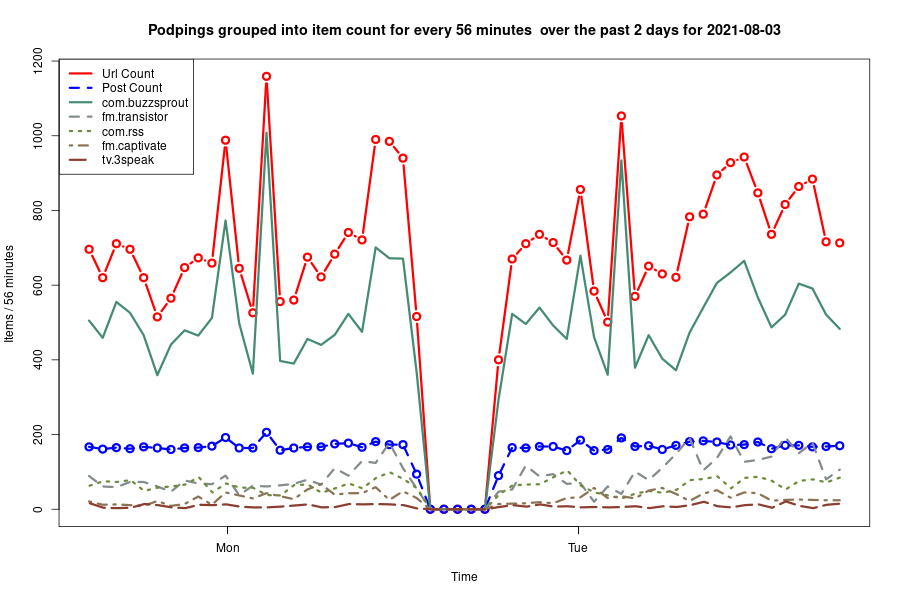 Podpings grouped into item count for every 56 minutes  over the past 2 days for 2021-08-03
Items / 56 minutes
1200
1000
800
600
400
200
0
Url Count
Post Count
com.buzzsprout
fm.transistor
com.rss
fm.captivate
tv.3speak
Mon
Tue
Time